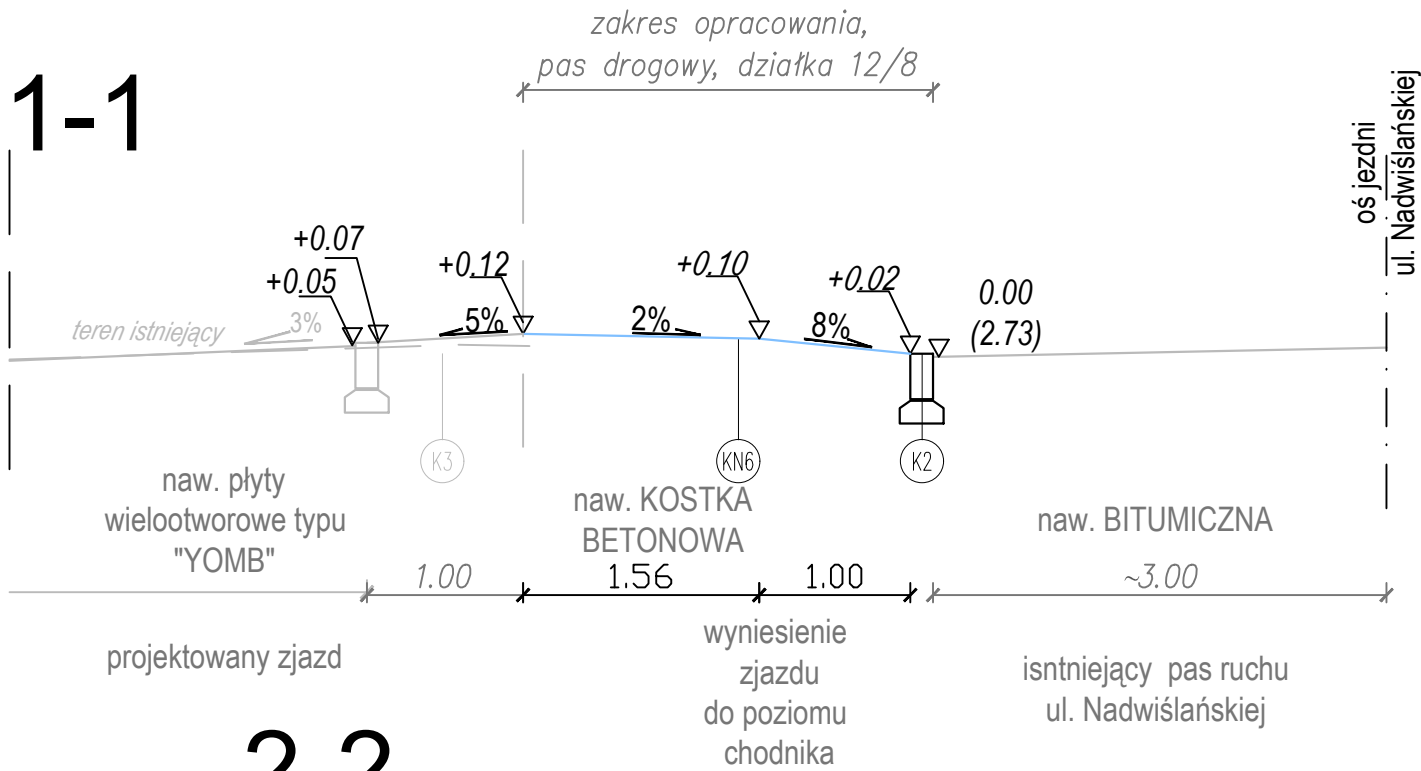 zakres opracowania,
pas drogowy, działka 12/8
1-1
oś jezdni
ul. Nadwiślańskiej
+0.07
+0.05
+0.12
+0.10
+0.02
0.00
(2.73)
teren istniejący
3%
5%
2%
8%
K3
KN6
K2
naw. płyty
wielootworowe typu
"YOMB"
naw. KOSTKA
BETONOWA
naw. BITUMICZNA
1.00
1.56
1.00
~3.00
projektowany zjazd
wyniesienie
zjazdu
do poziomu
chodnika
isntniejący pas ruchu
ul. Nadwiślańskiej